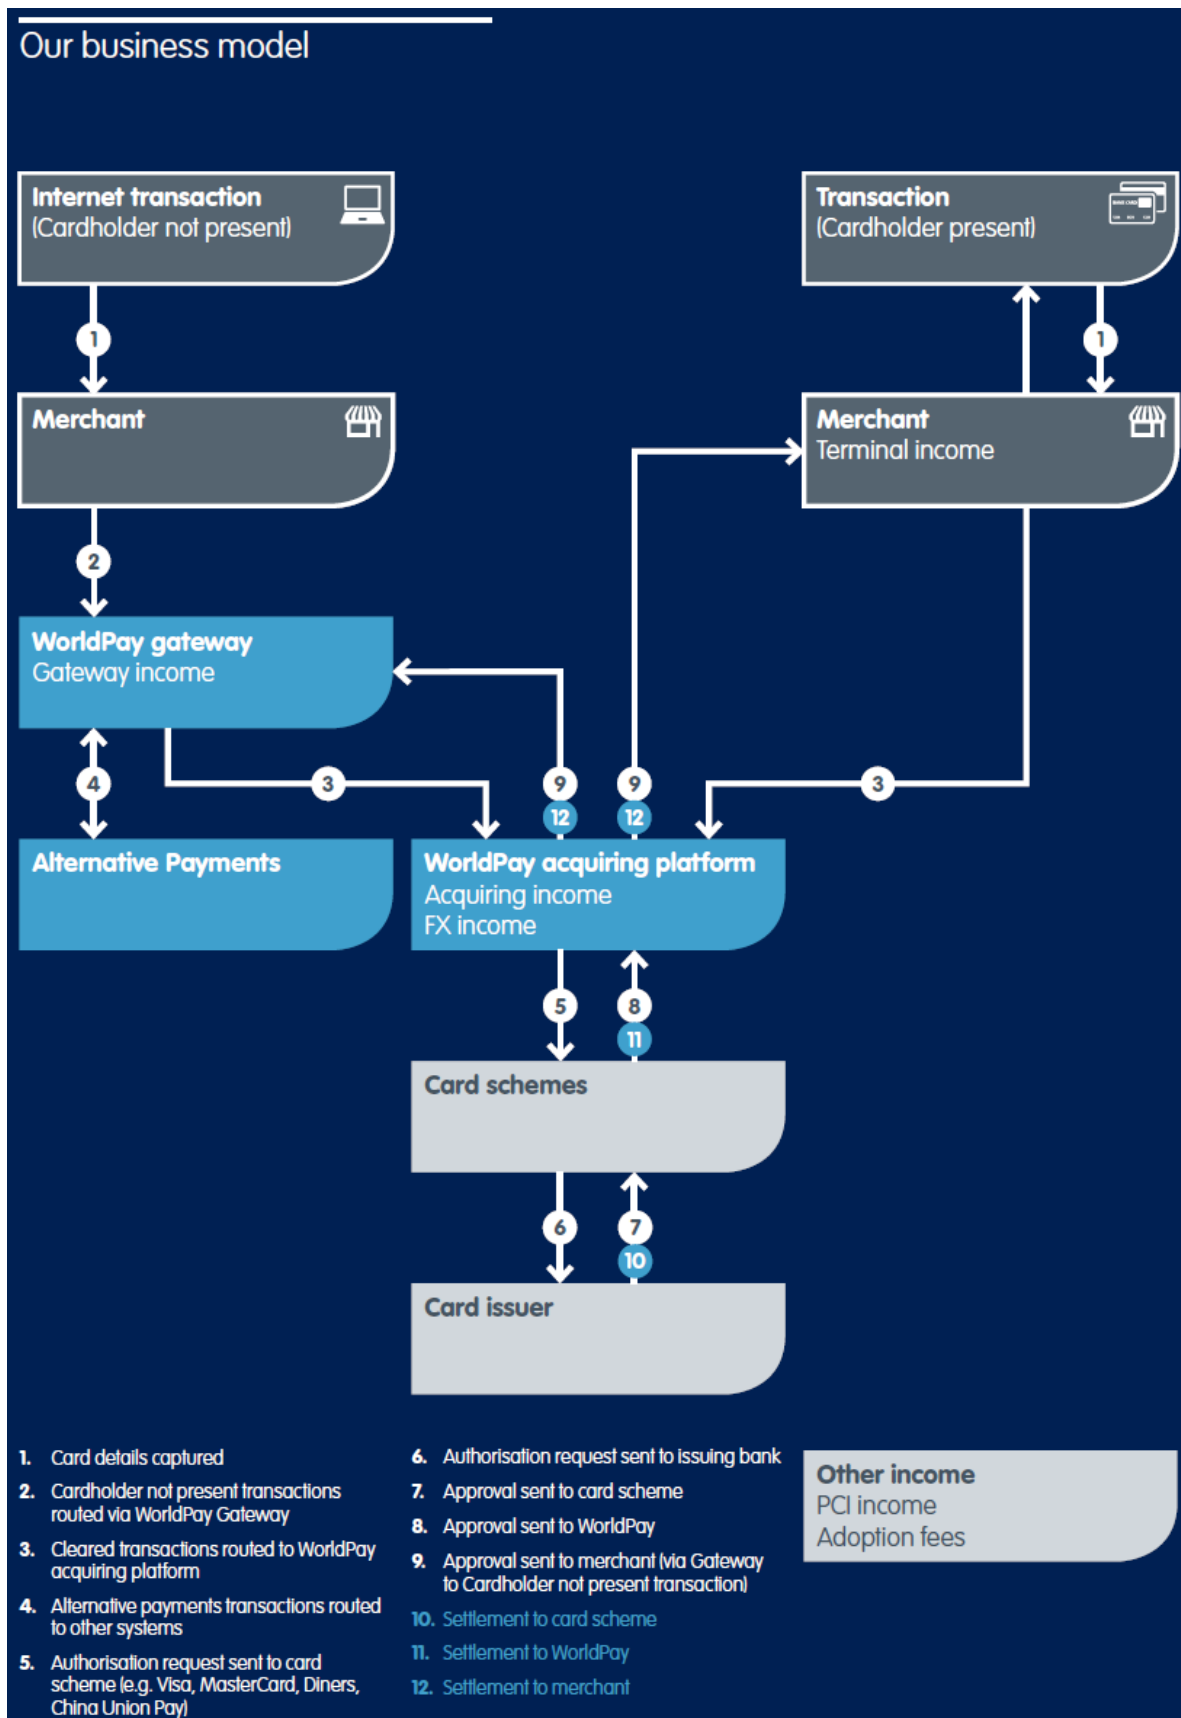 Our business model
Internet transaction
(Cardholder not present)
Transaction
(Cardholder present)
BANK CARD
1
1
Merchant
Merchant
Terminal income
2
WorldPay gateway
Gateway income
4
3
9
9
3
12
12
Alternative Payments
WorldPay acquiring platform
Acquiring income
FX income
5
8
11
Card schemes
6
7
10
Card issuer
1. Card details captured
2. Cardholder not present transactions
routed via WorldPay Gateway
3. Cleared transactions routed to WorldPay
acquiring platform
4. Alternative payments transactions routed
to other systems
5. Authorisation request sent to card
scheme (e.g. Visa, MasterCard, Diners,
China Union Pay)
6. Authorisation request sent to issuing bank
7. Approval sent to card scheme
8. Approval sent to WorldPay
9. Approval sent to merchant (via Gateway
to Cardholder not present transaction)
10. Settlement to card scheme
11. Settlement to WorldPay
12. Settlement to merchant
Other income
PCI income
Adoption fees